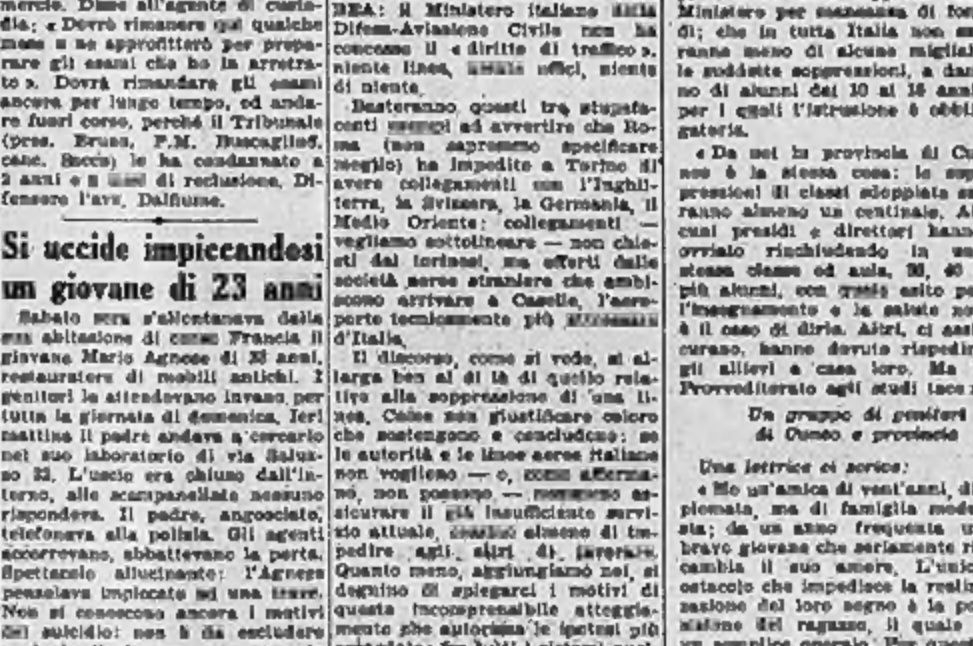 mercio. Disse all'agente di custo-
dia: « Dovrò rimanere qui qualche
mese e ne approfitterò per prepa-
rare gli esami che ho in arretra-
to ». Dovrà rimandare gli esami
ancora per lungo tempo, ed anda-
re fuori corso, perché il Tribunale
(pres. Bruno, P.M.
canc. le ha condannato a
2 anni e di reclusione. Di-
fensore l'avv. Dalfiume.
Si uccide impiccandosi
un giovane di 23 anni
Sabato sera s'allontanava dalla
sua abitazione di corso Francia il
giovane Mario Agnese di 23 anni,
restauratore di mobili antichi. I
genitori lo attendevano invano per
tutta la giornata di domenica. Ieri
mattina il padre andava a cercarlo
nel suo laboratorio di via Saluz-
zo 32. L'uscio era chiuso dall'in-
terno, alle scampanellate nessuno
rispondeva. Il padre, angosciato,
telefonava alla polizia. Gli agenti
accorrevano, abbattevano la porta.
Spettacolo allucinante: l'Agnese
penzolava impiccato ad una trave.
Non si conoscono ancora i motivi
del suicidio: non è da escludere
BEA: il Ministero italiano della
Difesa-Aviazione Civile non ha
concesso il « diritto di traffico »,
niente linea, niente uffici, niente
di niente.
Basteranno questi tre stupefa-
centi esempi ad avvertire che Ro-
ma (non sapremmo specificare
meglio) ha impedito a Torino di
avere collegamenti con l'Inghil-
terra, la Svizzera, la Germania, il
Medio Oriente: collegamenti —
vogliamo sottolineare — non chie-
sti dai torinesi, ma offerti dalle
società aeree straniere che ambi-
scono arrivare a Caselle, l'aero-
porto tecnicamente più
d'Italia.
Il discorso, come si vede, si al-
larga ben al di là di quello rela-
tivo alla soppressione di una li-
nea. Come non giustificare coloro
che sostengono e concludono: se
le autorità e le linee aeree italiane
non vogliono — o, come afferma-
no, non possono — nemmeno as-
sicurare il già insufficiente servi-
zio attuale, almeno di im-
pedire agli altri di lavorare.
Quanto meno, aggiungiamo noi, si
degnino di spiegarci i motivi di
questo incomprensibile atteggia-
mento che autorizza le ipotesi più
Ministero per mancanza di fon-
di; che in tutta Italia non sa-
ranno meno di alcune migliaia
le suddette soppressioni, a dan-
no di alunni dai 10 ai 16 anni
per i quali l'istruzione è obbli-
gatoria.
« Da noi in provincia di Cu-
neo è la stessa cosa: le sop-
pressioni di classi sdoppiate sa-
ranno almeno un centinaio. Al-
cuni presidi e direttori hanno
ovviato rinchiudendo in una
stessa classe ed aula, 40
più alunni, con quale esito per
l'insegnamento e la salute non
è il caso di dirlo. Altri, ci assi-
curano, hanno dovuto rispedire
gli allievi a casa loro. Ma il
Provveditorato agli studi tace
Un gruppo di genitori
di Cuneo e provincia
Una lettrice ci scrive:
« Ho un'amica di vent'anni, di-
plomata, ma di famiglia mode-
sta; da un anno frequenta un
bravo giovane che seriamente ri-
cambia il suo amore. L'unico
ostacolo che impedisce la realiz-
zazione del loro sogno è la po-
sizione del ragazzo, il quale
un semplice operaio. Per